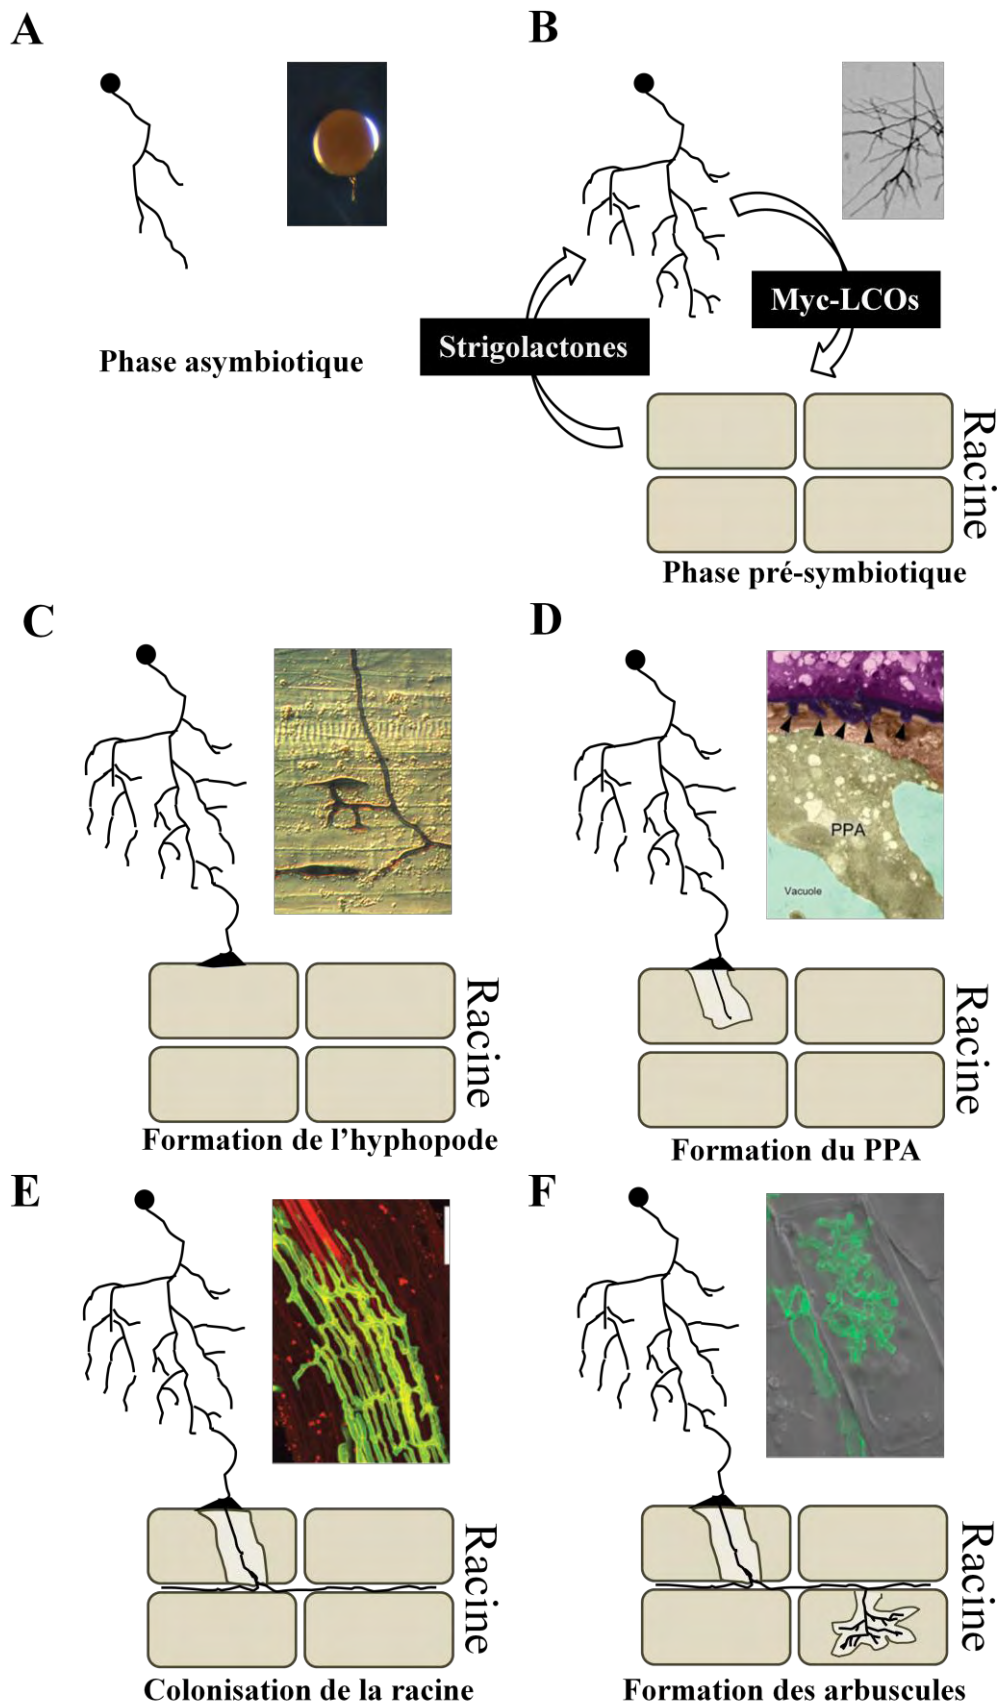 A
B
Myc-LCOs
Strigolactones
Phase asymbiotique
Racine
Phase pré-symbiotique
C
D
PPA
Vacuole
Racine
Racine
Formation de l’hyphopode
Formation du PPA
E
F
Racine
Racine
Colonisation de la racine
Formation des arbuscules